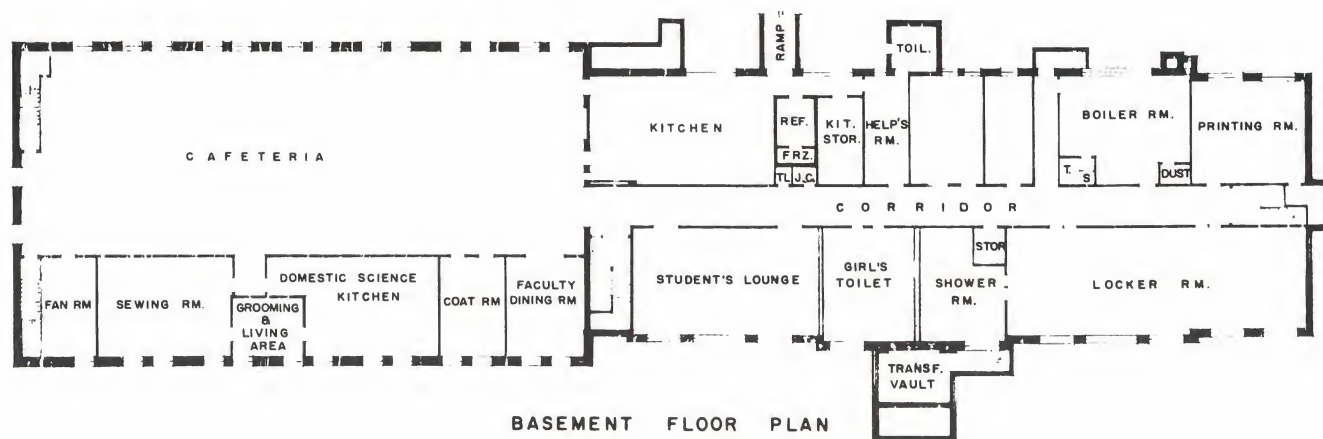 RAMP
TOIL.
CAFETERIA
KITCHEN
REF.
FRZ.
TL
J.C.
KIT.
STOR.
HELP'S
RM.
BOILER RM.
T.
S
DUST
PRINTING RM.
CORRIDOR
FAN RM
SEWING RM.
GROOMING
&
LIVING
AREA
DOMESTIC SCIENCE
KITCHEN
COAT RM
FACULTY
DINING RM
STUDENT'S LOUNGE
GIRL'S
TOILET
STOR
SHOWER
RM.
LOCKER RM.
TRANSF.
VAULT
BASEMENT FLOOR PLAN